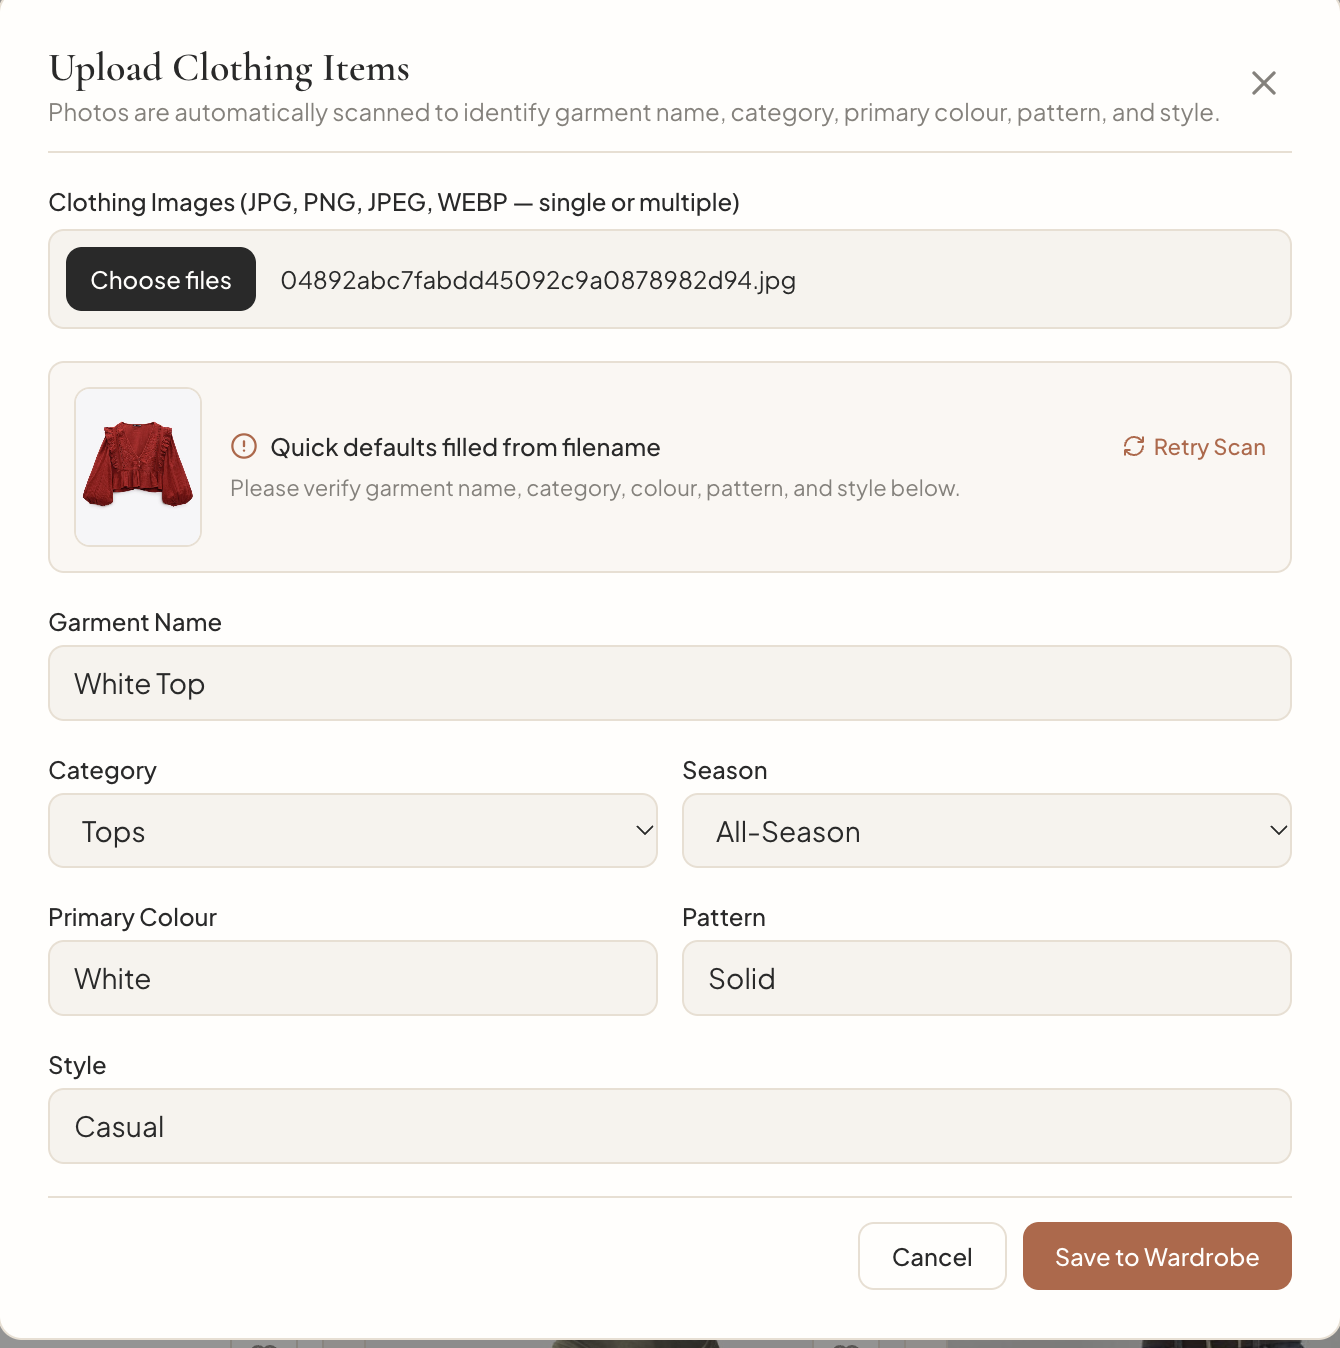 Upload Clothing Items
Photos are automatically scanned to identify garment name, category, primary colour, pattern, and style.
Clothing Images (JPG, PNG, JPEG, WEBP — single or multiple)
Choose files 04892abc7fabdd45092c9a0878982d94.jpg
Quick defaults filled from filename
Retry Scan
Please verify garment name, category, colour, pattern, and style below.
Garment Name
White Top
Category
Season
Tops
All-Season
Primary Colour
Pattern
White
Solid
Style
Casual
Cancel
Save to Wardrobe